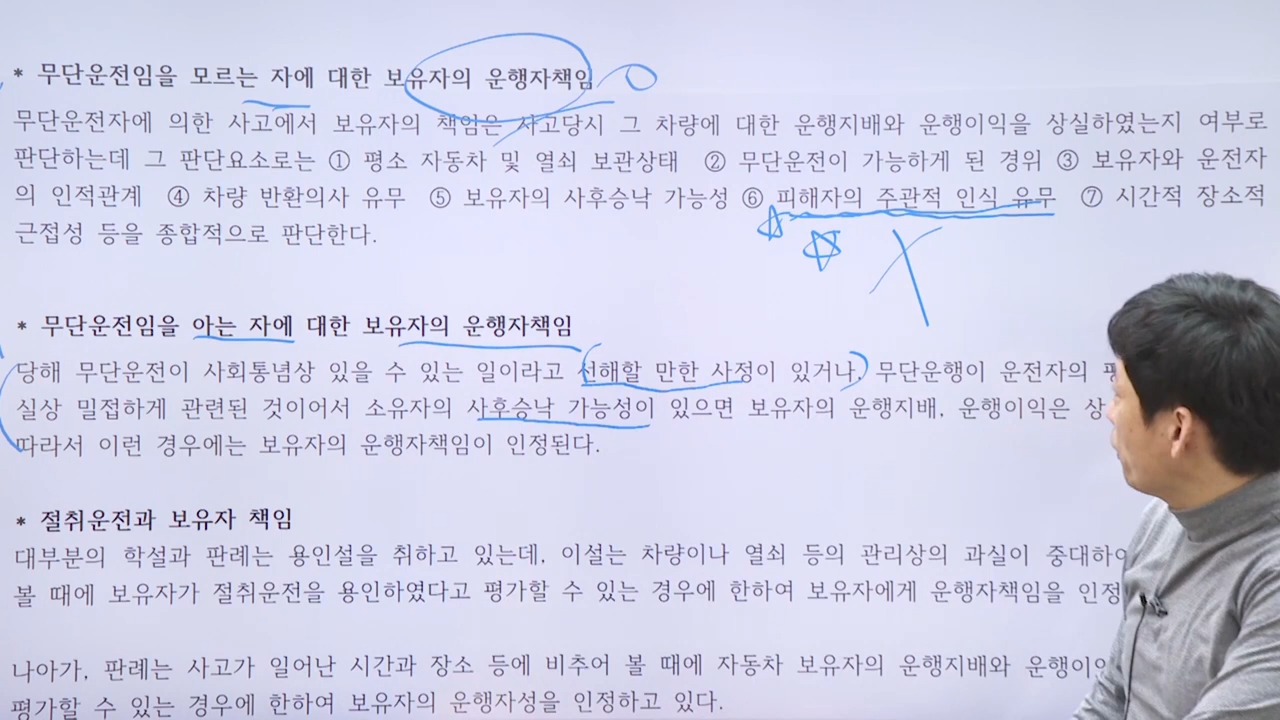 * 무단운전임을 모르는 자에 대한 보유자의 운행자책임
무단운전자에 의한 사고에서 보유자의 책임은 사고당시 그 차량에 대한 운행지배와 운행이익을 상실하였는지 여부로
판단하는데 그 판단요소로는 ① 평소 자동차 및 열쇠 보관상태 ② 무단운전이 가능하게 된 경위 ③ 보유자와 운전자
의 인적관계 ④ 차량 반환의사 유무 ⑤ 보유자의 사후승낙 가능성 ⑥ 피해자의 주관적 인식 유무 ⑦ 시간적 장소적
근접성 등을 종합적으로 판단한다.
* 무단운전임을 아는 자에 대한 보유자의 운행자책임
당해 무단운전이 사회통념상 있을 수 있는 일이라고 선해할 만한 사정이 있거나, 무단운행이 운전자의
실상 밀접하게 관련된 것이어서 소유자의 사후승낙 가능성이 있으면 보유자의 운행지배, 운행이익은
따라서 이런 경우에는 보유자의 운행자책임이 인정된다.
* 절취운전과 보유자 책임
대부분의 학설과 판례는 용인설을 취하고 있는데, 이설는 차량이나 열쇠 등의 관리상의 과실이
볼 때에 보유자가 절취운전을 용인하였다고 평가할 수 있는 경우에 한하여 보유자에게 운행자책임을 인정
나아가, 판례는 사고가 일어난 시간과 장소 등에 비추어 볼 때에 자동차 보유자의 운행지배와
평가할 수 있는 경우에 한하여 보유자의 운행자성을 인정하고 있다.